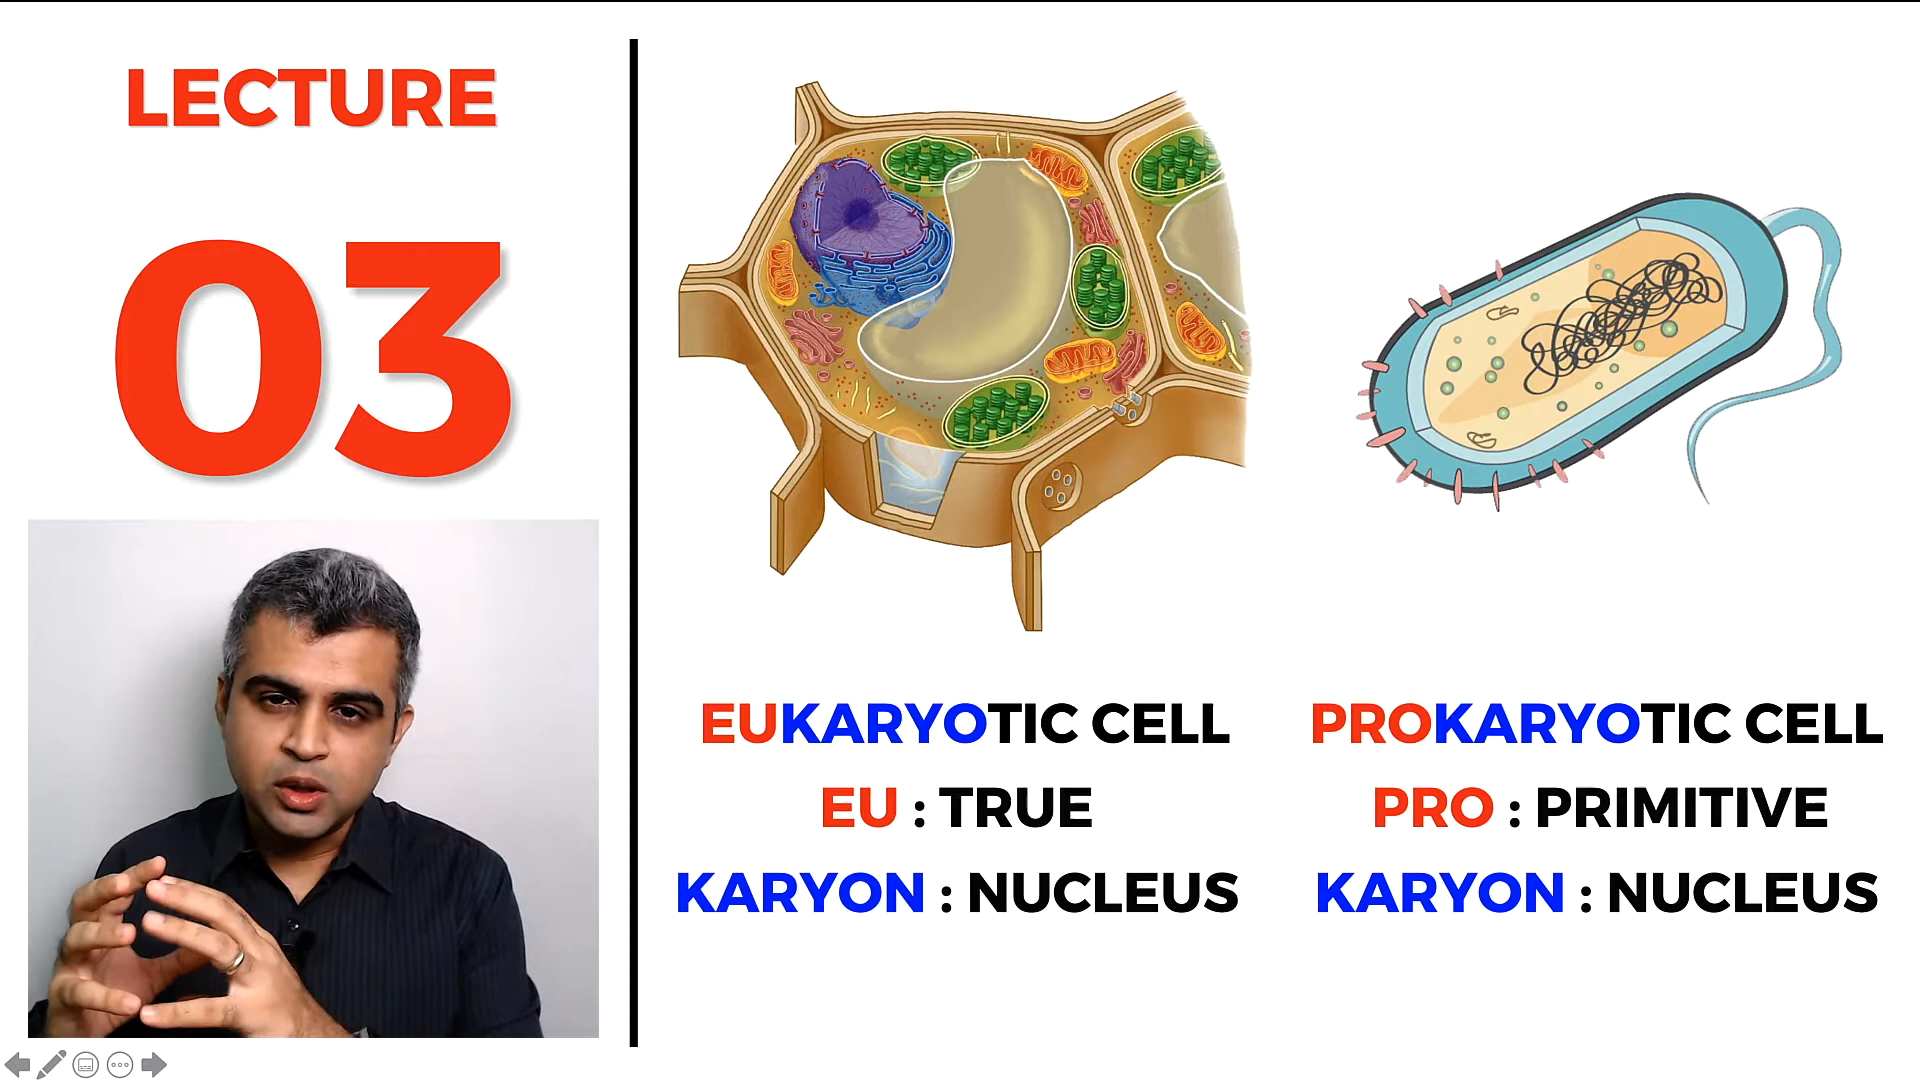 LECTURE
03
EUKARYOTIC CELL
EU : TRUE
KARYON : NUCLEUS
PROKARYOTIC CELL
PRO : PRIMITIVE
KARYON : NUCLEUS